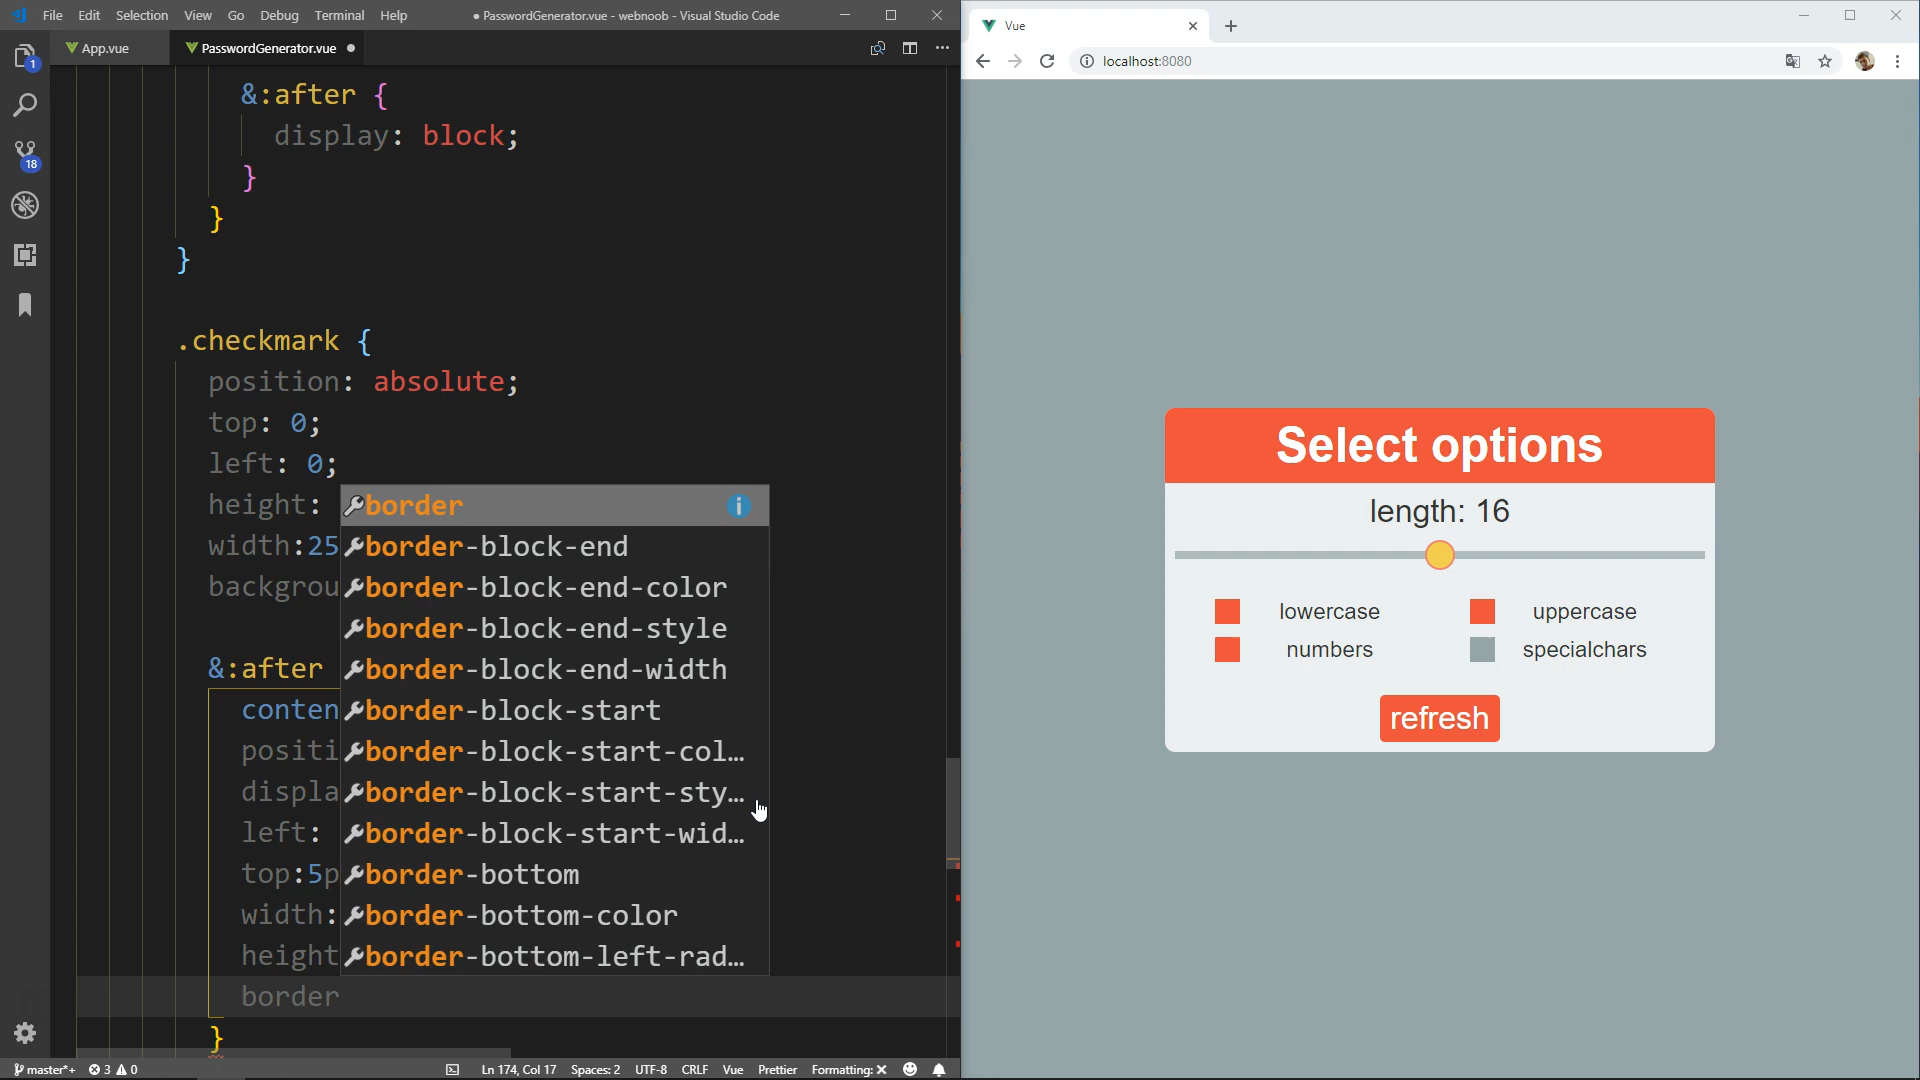 File Edit Selection View Go Debug Terminal Help ● PasswordGenerator.vue - webnoob - Visual Studio Code
App.vue PasswordGenerator.vue ●
1
18
&:after {
display: block;
}
}
}
.checkmark {
position: absolute;
top: 0;
left: 0;
height:
width:25
backgrou
&:after
conten
positi
displa
left:
top:5p
width:
height
border
}
border
border-block-end
border-block-end-color
border-block-end-style
border-block-end-width
border-block-start
border-block-start-col…
border-block-start-sty…
border-block-start-wid…
border-bottom
border-bottom-color
border-bottom-left-rad…
master*+ 3 0 Ln 174, Col 17 Spaces: 2 UTF-8 CRLF Vue Prettier Formatting: ×
Vue
localhost:8080
Select options
length: 16
lowercase uppercase
numbers specialchars
refresh